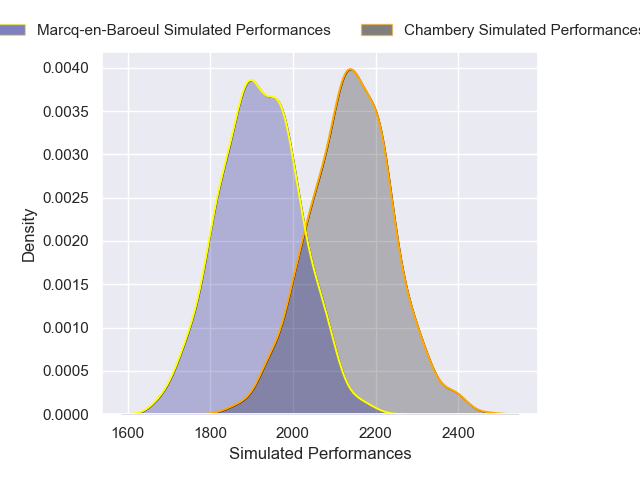 Marcq-en-Baroeul Simulated Performances
Chambery Simulated Performances
0.0040
0.0035
0.0030
0.0025
0.0020
0.0015
0.0010
0.0005
0.0000
Density
1600 1800 2000 2200 2400
Simulated Performances